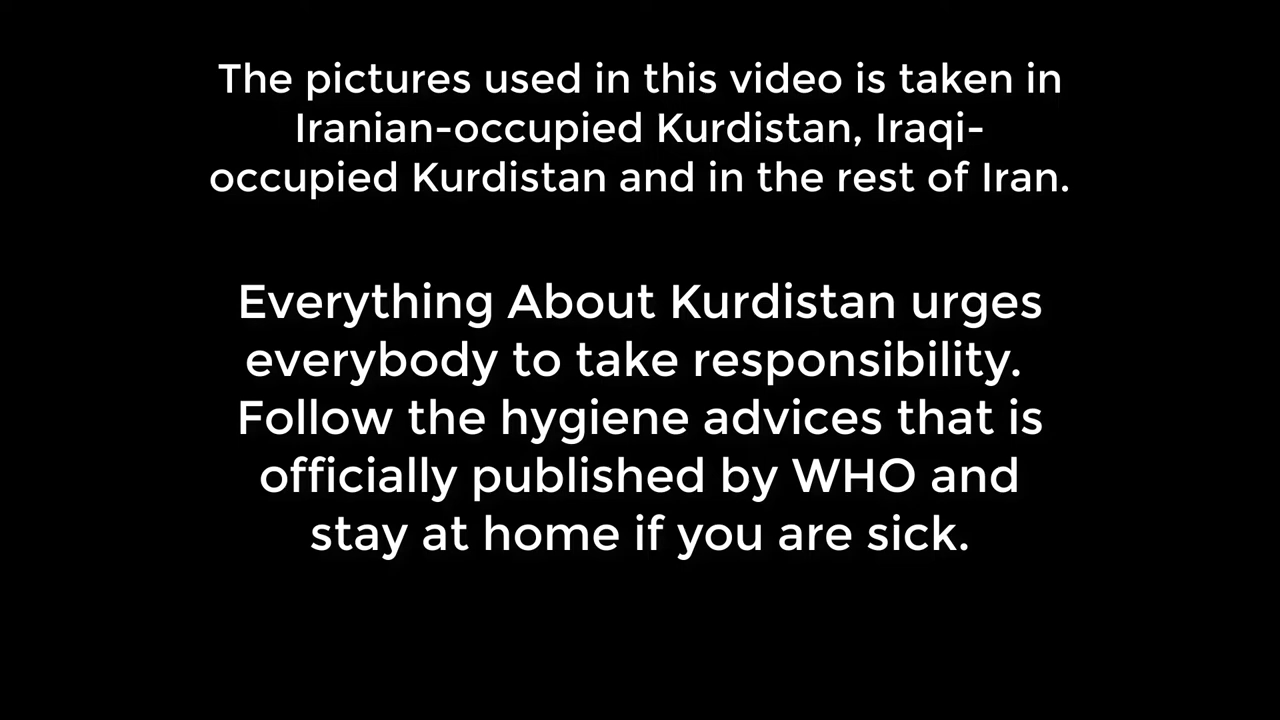 The pictures used in this video is taken in
Iranian-occupied Kurdistan, Iraqi-
occupied Kurdistan and in the rest of Iran.
Everything About Kurdistan urges
everybody to take responsibility.
Follow the hygiene advices that is
officially published by WHO and
stay at home if you are sick.